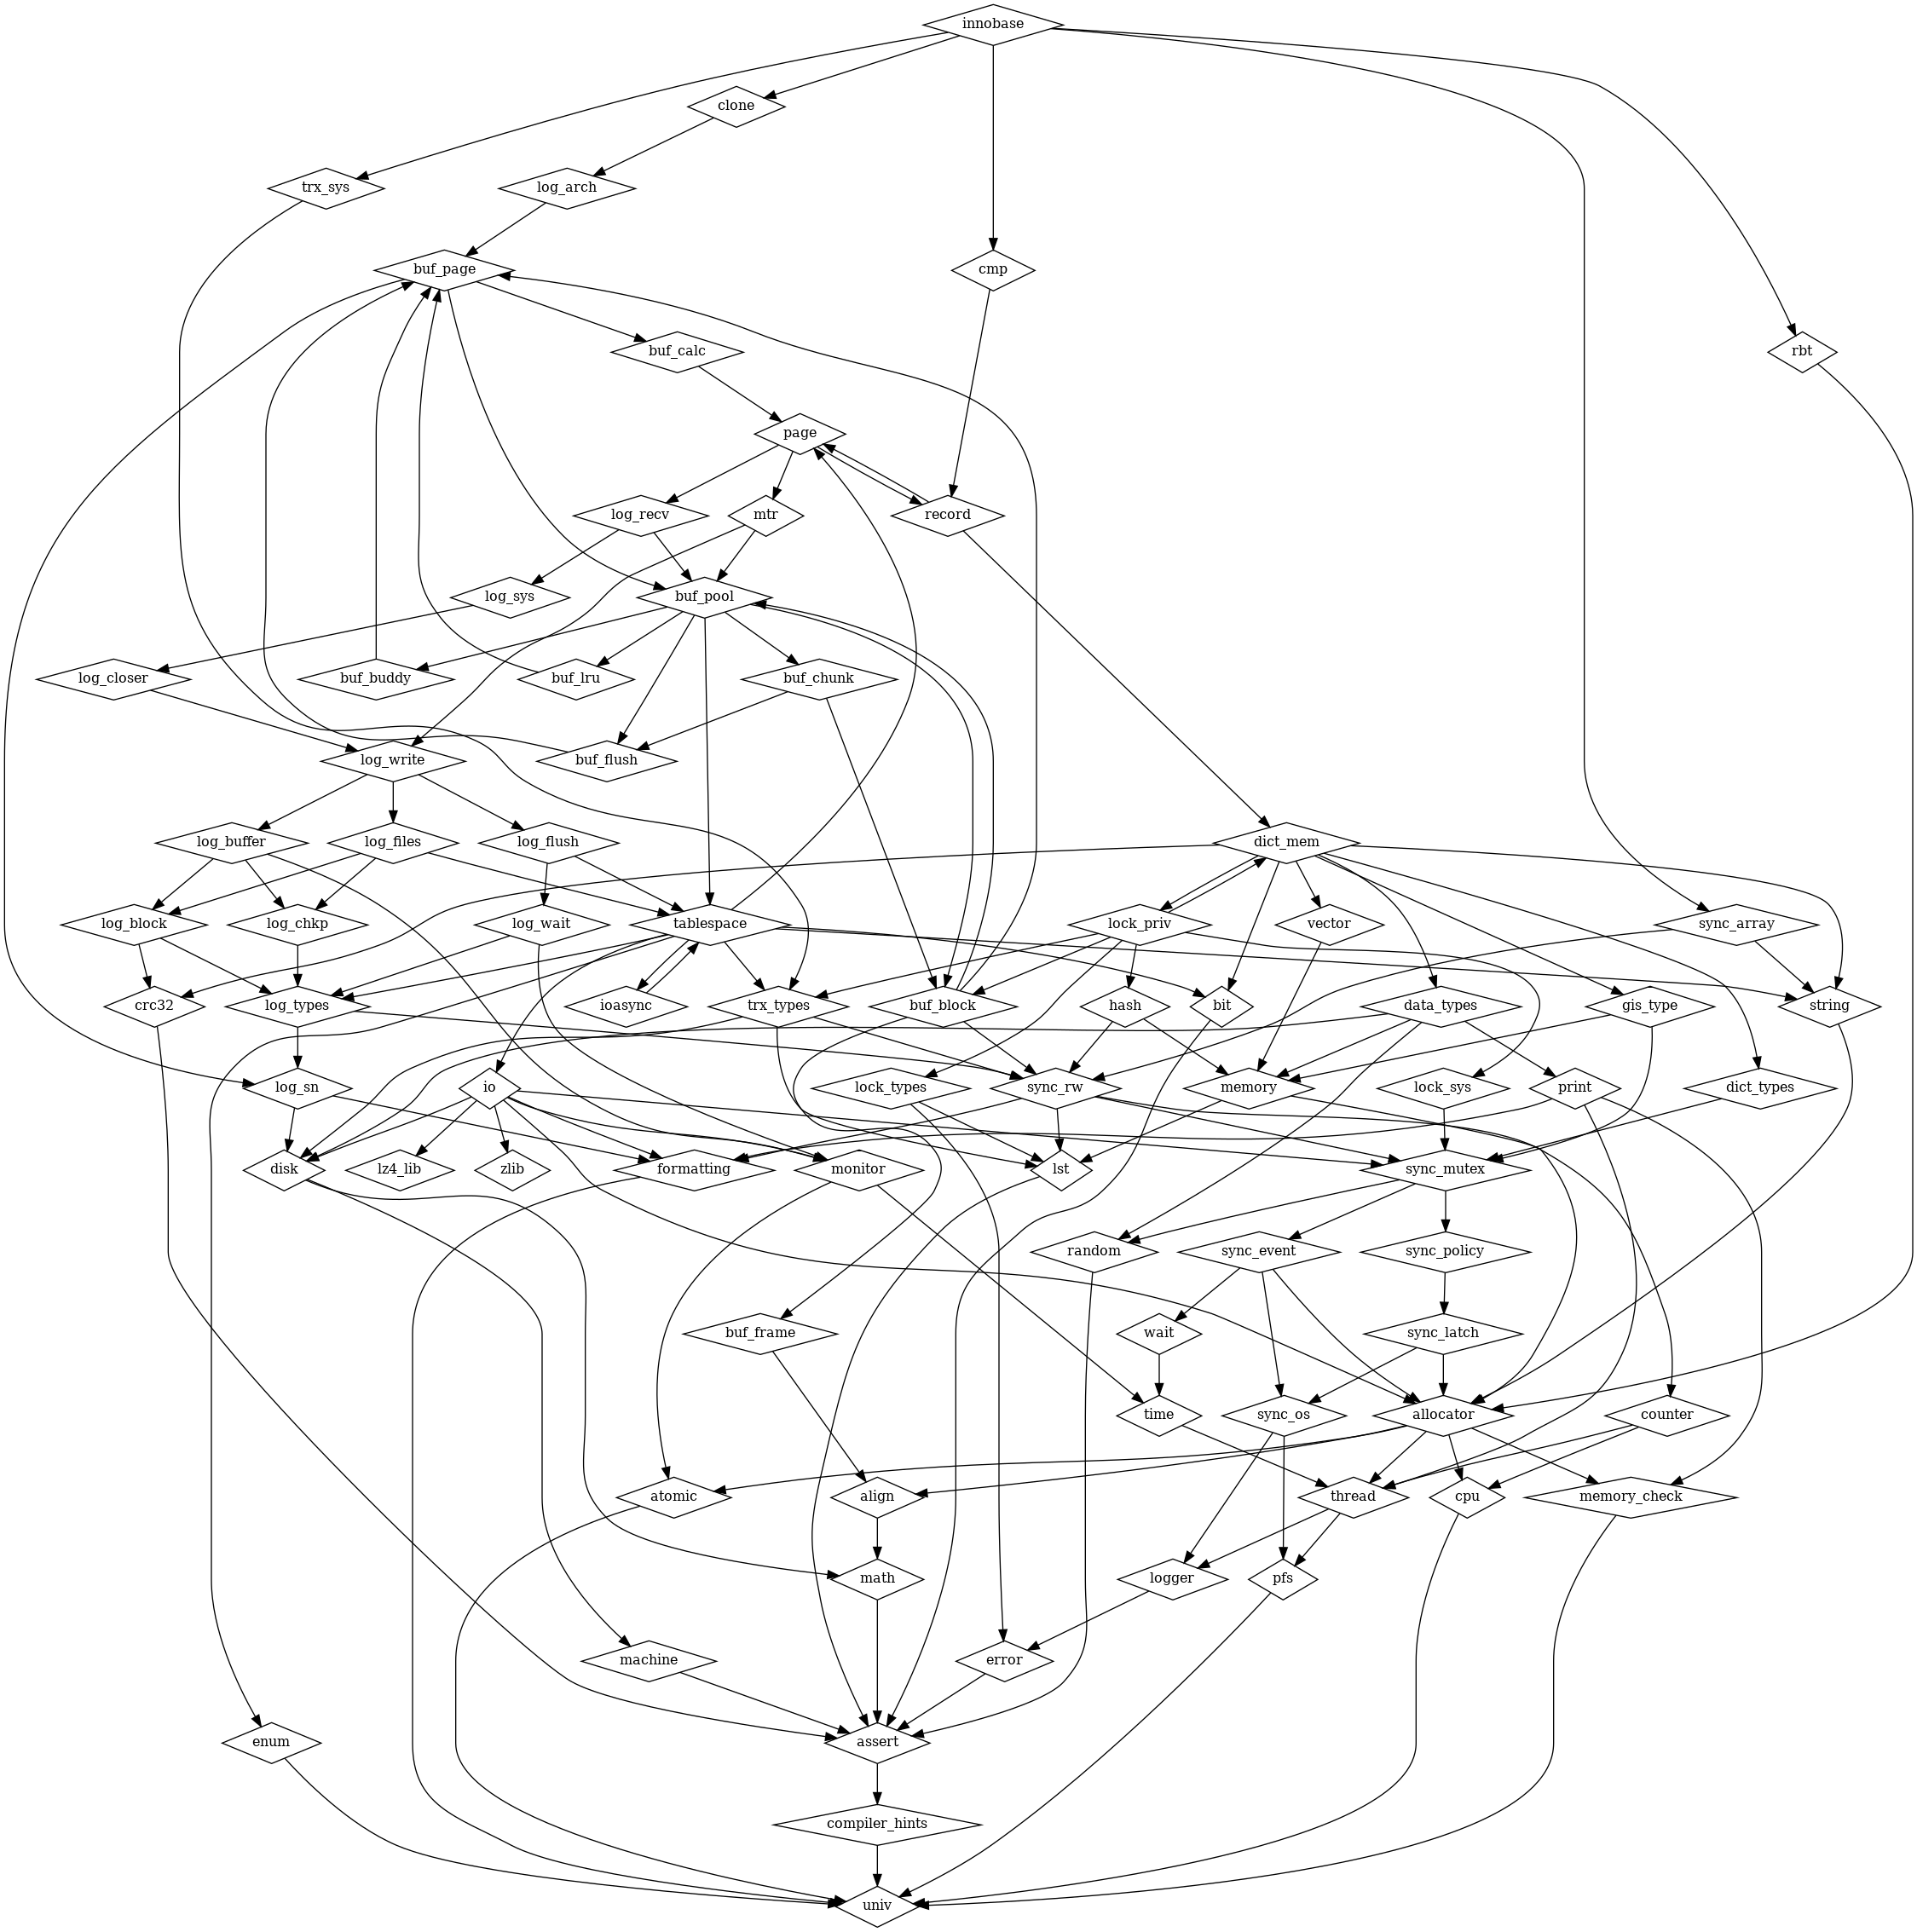 innobase
clone
trx_sys
log_arch
buf_page
cmp
buf_calc
rbt
page
log_recv
mtr
record
log_sys
buf_pool
log_closer
buf_buddy
buf_lru
buf_chunk
log_write
buf_flush
log_buffer
log_files
log_flush
dict_mem
log_block
log_chkp
log_wait
tablespace
lock_priv
vector
sync_array
crc32
log_types
ioasync
trx_types
buf_block
hash
bit
data_types
gis_type
string
log_sn
io
lock_types
sync_rw
memory
lock_sys
print
dict_types
disk
lz4_lib
zlib
formatting
monitor
lst
sync_mutex
random
sync_event
sync_policy
buf_frame
wait
sync_latch
time
sync_os
allocator
counter
atomic
align
thread
cpu
memory_check
math
logger
pfs
machine
error
enum
assert
compiler_hints
univ